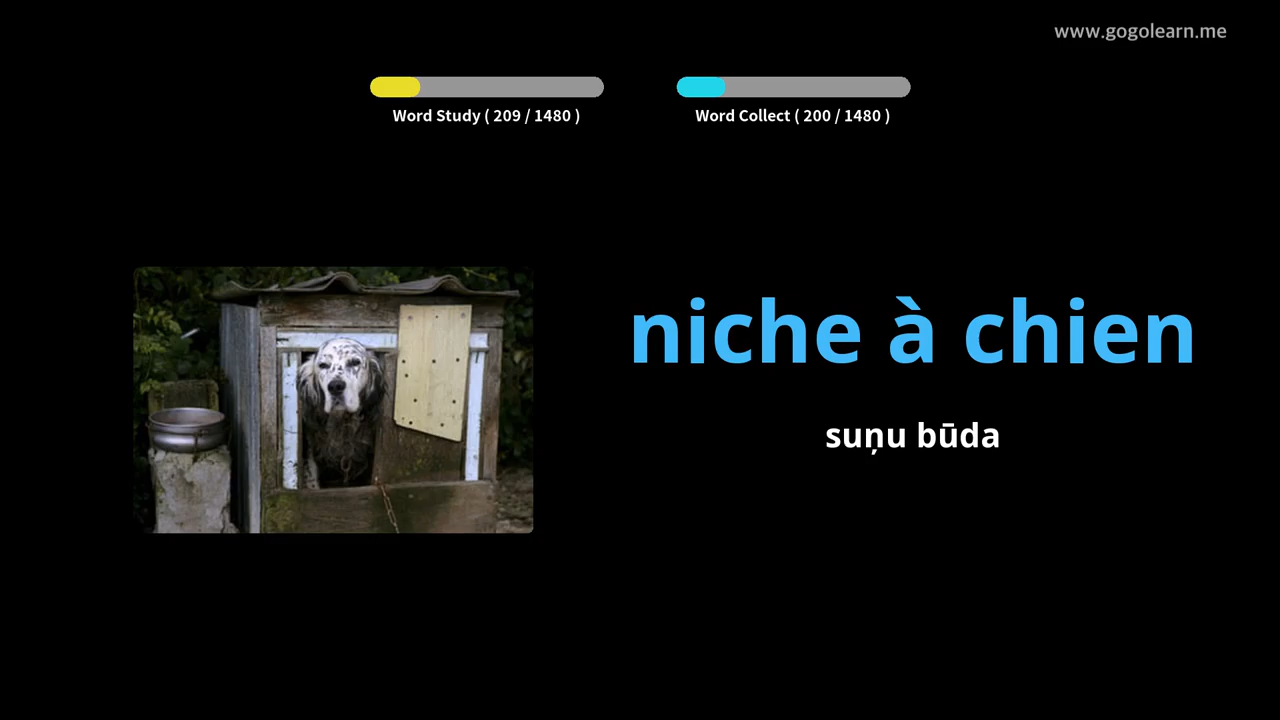 www.gogolearn.me
Word Study ( 209 / 1480 )
Word Collect ( 200 / 1480 )
niche à chien
suņu būda